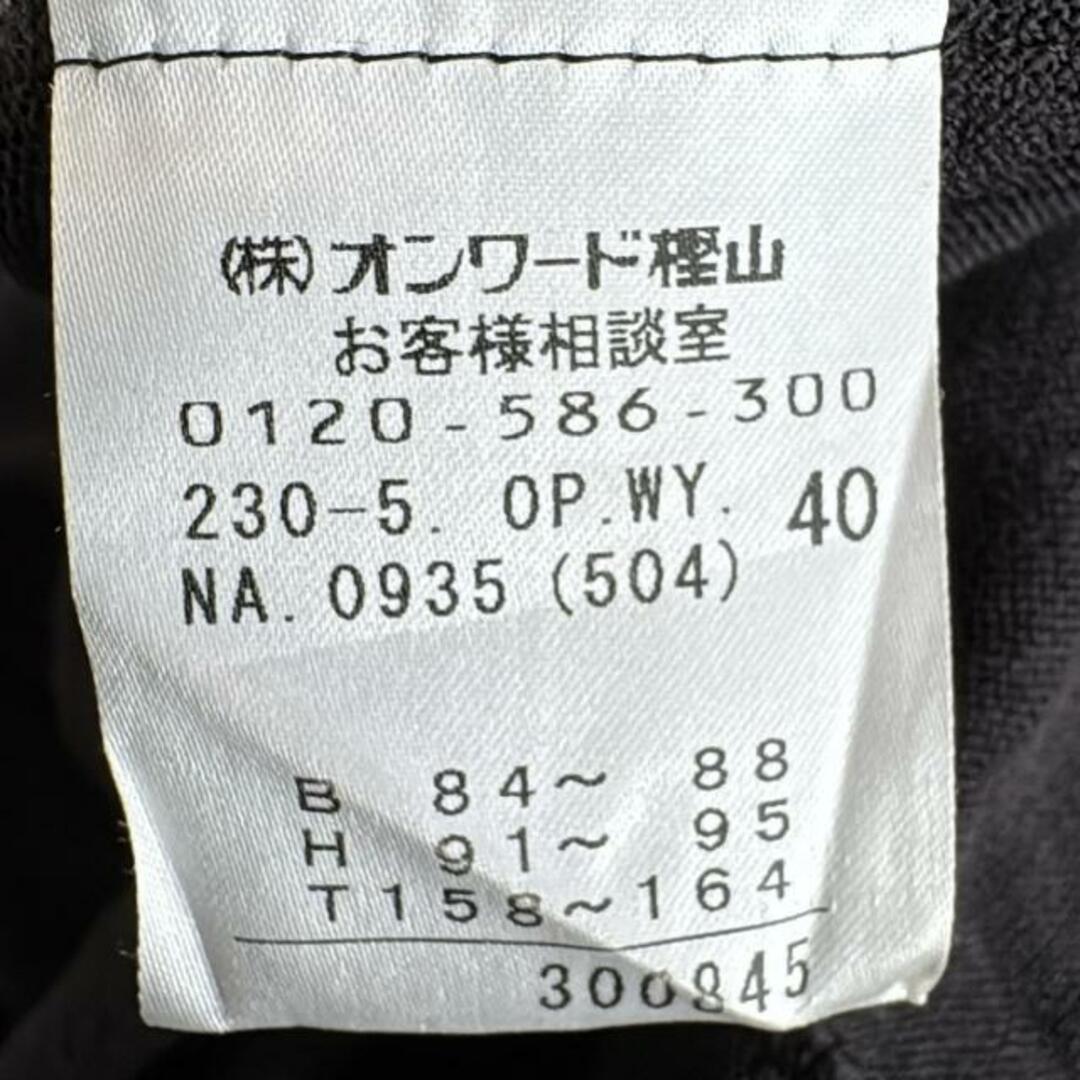 (株)オンワード樫山
お客様相談室
0120-586-300
230-5. OP.WY. 40
NA. 0935 (504)
B 84~ 88
H 91~ 95
T158~164
300845